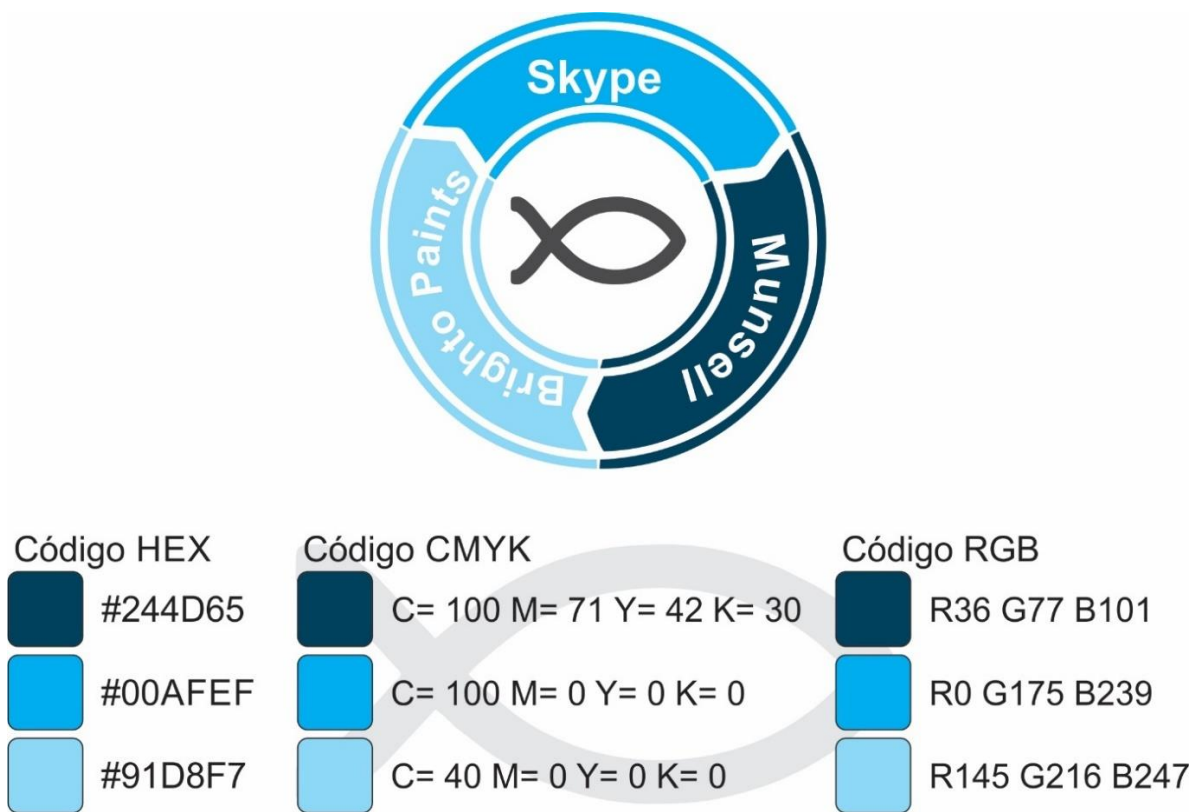 Skype
Munsell
Brighto Paints
Código HEX
#244D65
#00AFEF
#91D8F7
Código CMYK
C= 100 M= 71 Y= 42 K= 30
C= 100 M= 0 Y= 0 K= 0
C= 40 M= 0 Y= 0 K= 0
Código RGB
R36 G77 B101
R0 G175 B239
R145 G216 B247